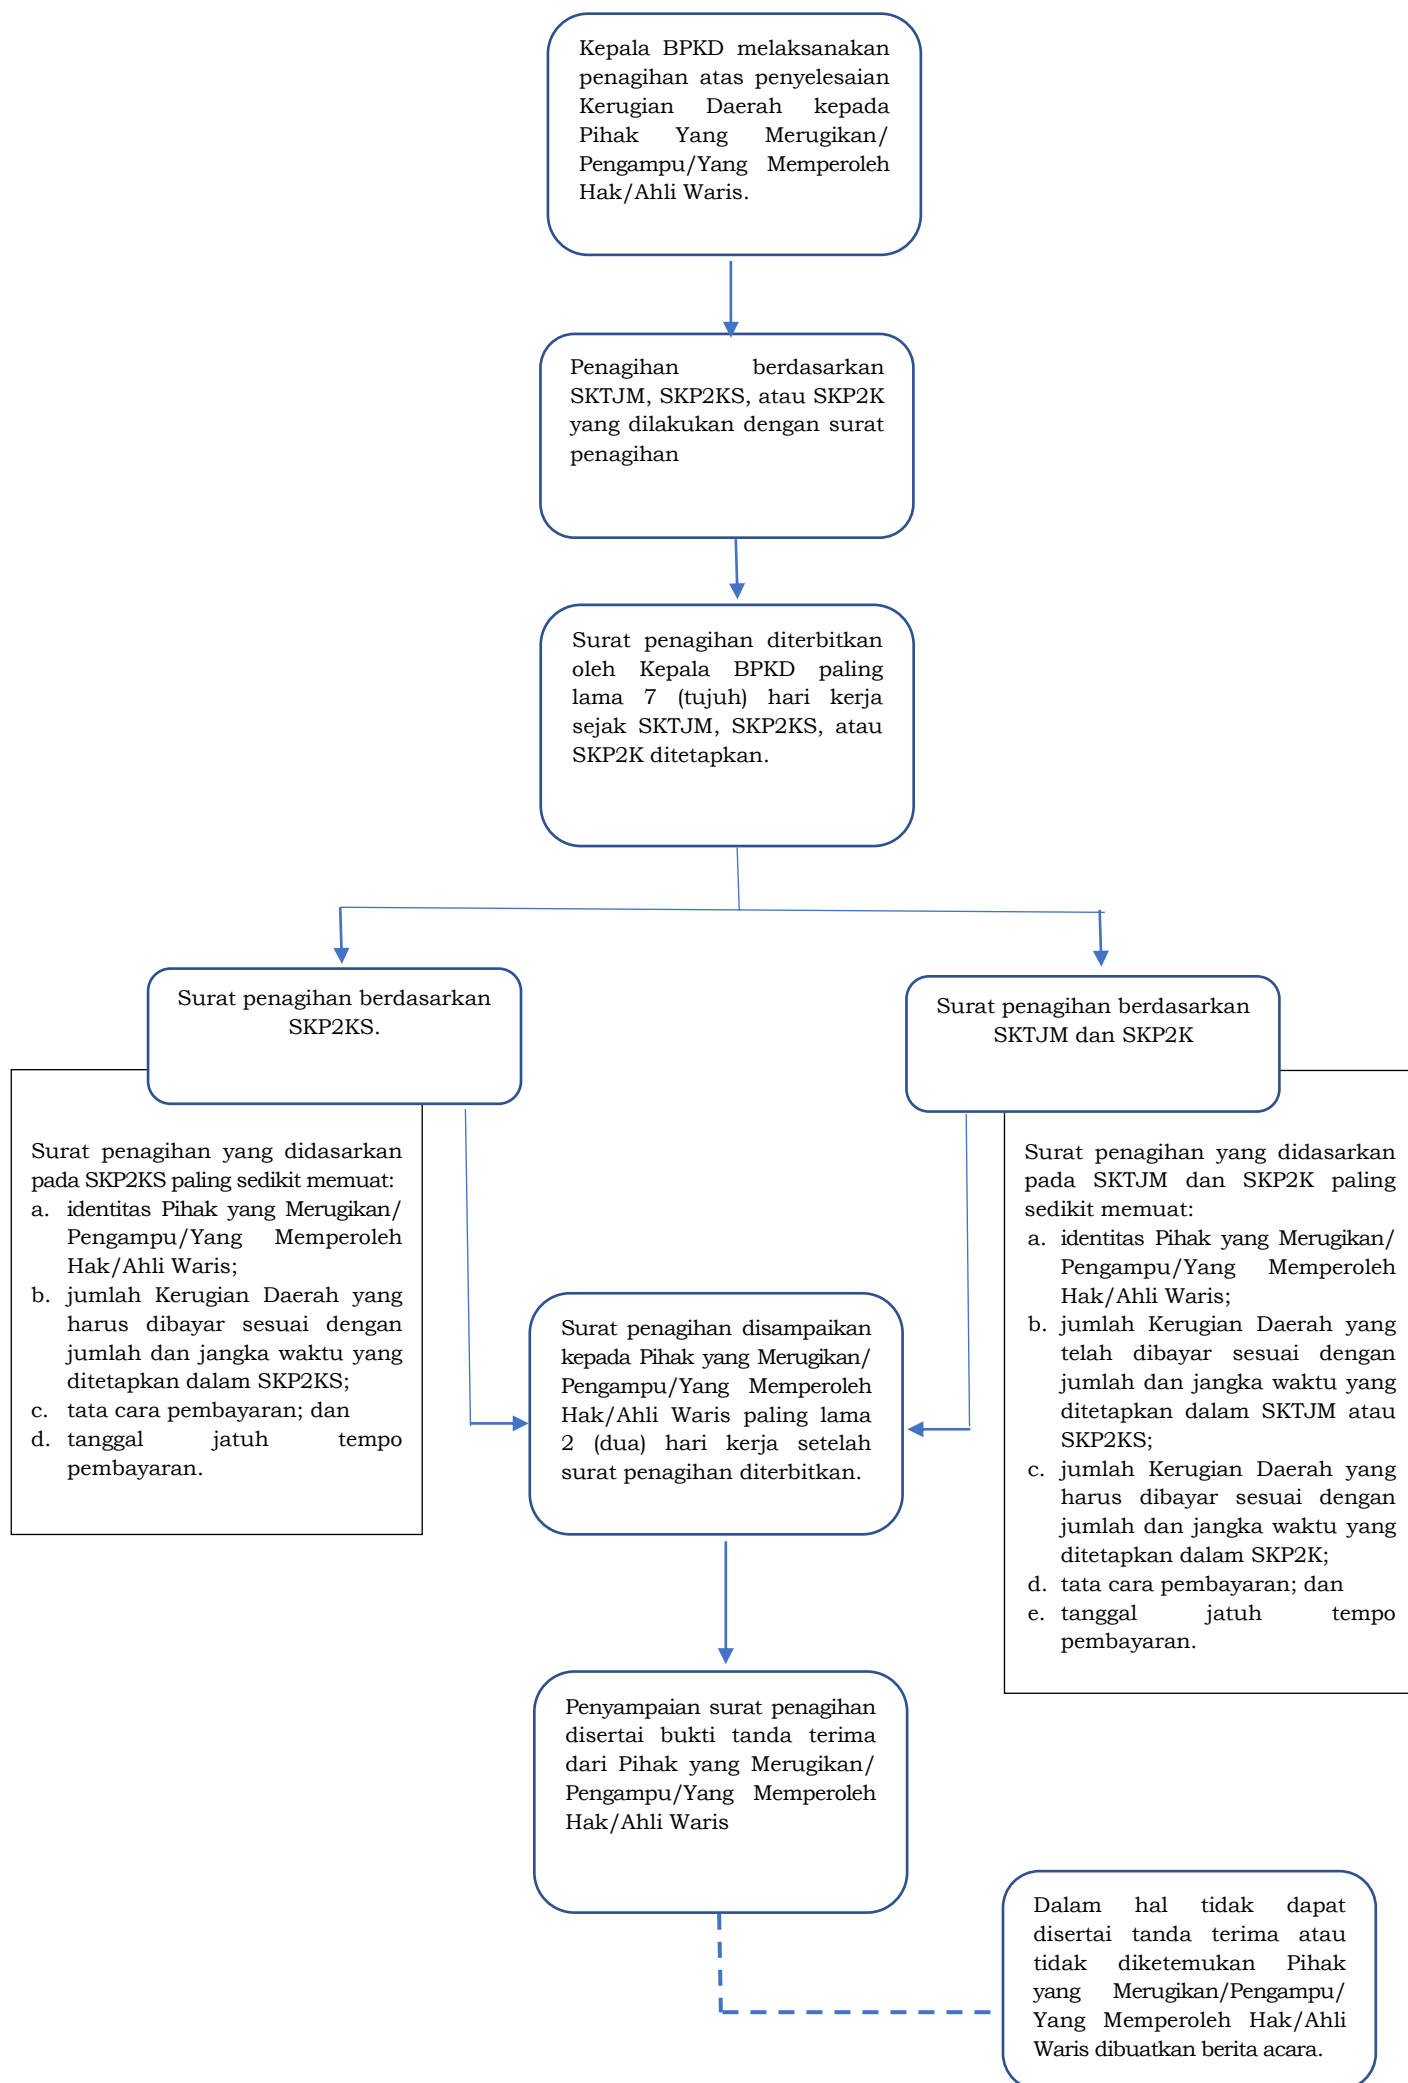 Kepala BPKD melaksanakan
penagihan atas penyelesaian
Kerugian Daerah kepada
Pihak Yang Merugikan/
Pengampu/Yang Memperoleh
Hak/Ahli Waris.
Penagihan berdasarkan
SKTJM, SKP2KS, atau SKP2K
yang dilakukan dengan surat
penagihan
Surat penagihan diterbitkan
oleh Kepala BPKD paling
lama 7 (tujuh) hari kerja
sejak SKTJM, SKP2KS, atau
SKP2K ditetapkan.
Surat penagihan berdasarkan
SKP2KS.
Surat penagihan berdasarkan
SKTJM dan SKP2K
Surat penagihan yang didasarkan
pada SKP2KS paling sedikit memuat:
a. identitas Pihak yang Merugikan/
Pengampu/Yang Memperoleh
Hak/Ahli Waris;
b. jumlah Kerugian Daerah yang
harus dibayar sesuai dengan
jumlah dan jangka waktu yang
ditetapkan dalam SKP2KS;
c. tata cara pembayaran; dan
d. tanggal jatuh tempo
pembayaran.
Surat penagihan yang didasarkan
pada SKTJM dan SKP2K paling
sedikit memuat:
a. identitas Pihak yang Merugikan/
Pengampu/Yang Memperoleh
Hak/Ahli Waris;
b. jumlah Kerugian Daerah yang
telah dibayar sesuai dengan
jumlah dan jangka waktu yang
ditetapkan dalam SKTJM atau
SKP2KS;
c. jumlah Kerugian Daerah yang
harus dibayar sesuai dengan
jumlah dan jangka waktu yang
ditetapkan dalam SKP2K;
d. tata cara pembayaran; dan
e. tanggal jatuh tempo
pembayaran.
Surat penagihan disampaikan
kepada Pihak yang Merugikan/
Pengampu/Yang Memperoleh
Hak/Ahli Waris paling lama
2 (dua) hari kerja setelah
surat penagihan diterbitkan.
Penyampaian surat penagihan
disertai bukti tanda terima
dari Pihak yang Merugikan/
Pengampu/Yang Memperoleh
Hak/Ahli Waris
Dalam hal tidak dapat
disertai tanda terima atau
tidak diketemukan Pihak
yang Merugikan/Pengampu/
Yang Memperoleh Hak/Ahli
Waris dibuatkan berita acara.